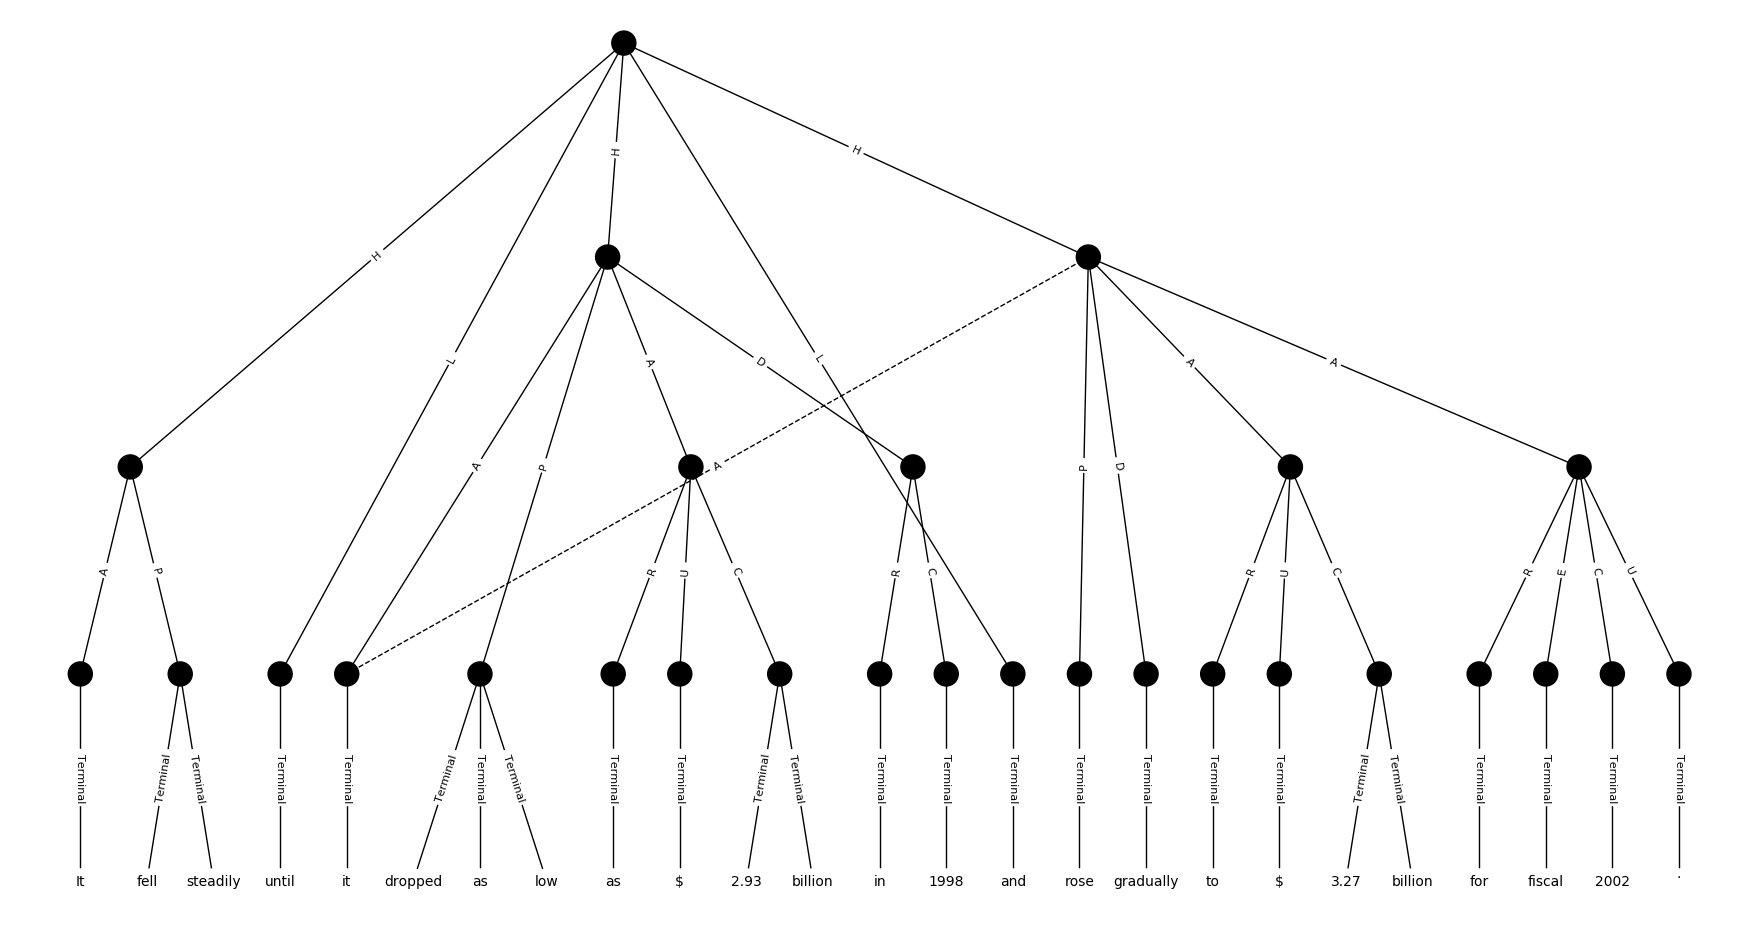 H
H
H
L
A
D
L
A
A
A
P
A
P
D
A
P
R
U
C
R
C
R
U
C
R
E
C
U
Terminal Terminal Terminal Terminal Terminal Terminal Terminal Terminal Terminal Terminal Terminal Terminal Terminal Terminal Terminal Terminal Terminal Terminal Terminal Terminal Terminal Terminal Terminal Terminal Terminal
It fell steadily until it dropped as low as $ 2.93 billion in 1998 and rose gradually to $ 3.27 billion for fiscal 2002 .